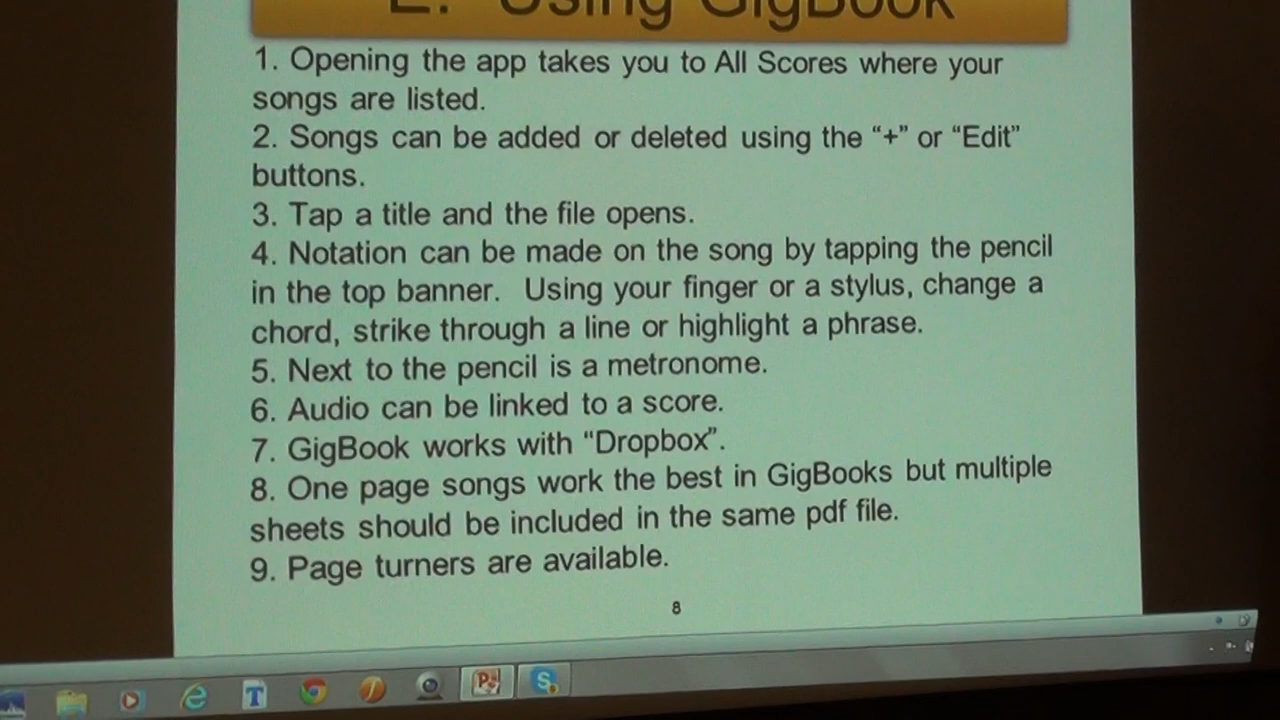 E. Using GigBook
1. Opening the app takes you to All Scores where your
songs are listed.
2. Songs can be added or deleted using the “+” or “Edit”
buttons.
3. Tap a title and the file opens.
4. Notation can be made on the song by tapping the pencil
in the top banner. Using your finger or a stylus, change a
chord, strike through a line or highlight a phrase.
5. Next to the pencil is a metronome.
6. Audio can be linked to a score.
7. GigBook works with “Dropbox”.
8. One page songs work the best in GigBooks but multiple
sheets should be included in the same pdf file.
9. Page turners are available.
8